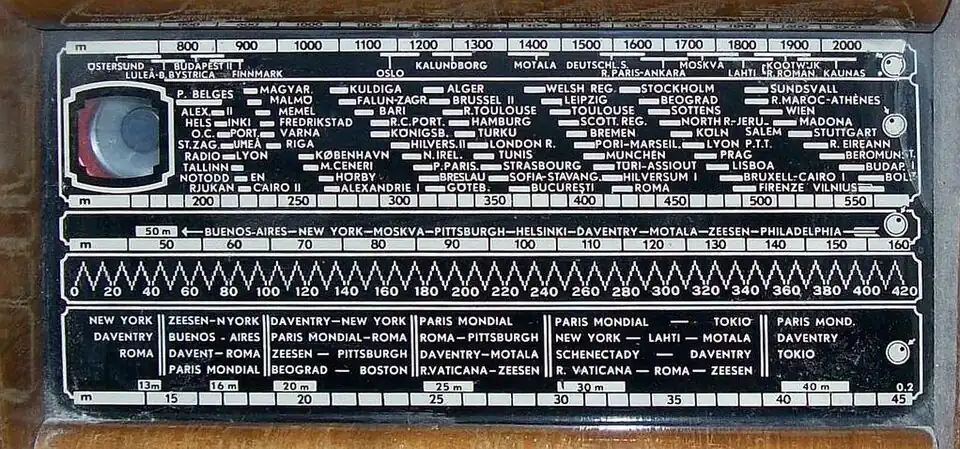 m 800 900 1000 1100 1200 1300 1400 1500 1600 1700 1800 1900 2000
ÖSTERSUND BUDAPEST II KALUNDBORG MOTALA DEUTSCHL.S. MOSKVA KOOTWIJK
LULEÅ-B.BYSTRICA FINNMARK OSLO R.PARIS-ANKARA LAHTI R.ROMAN. KAUNAS
P. BELGES MAGYAR. KULDIGA ALGER WELSH REG. STOCKHOLM SUNDSVALL
MALMÖ FALUN-ZAGR. BRUSSEL II LEIPZIG BEOGRAD R.MAROC-ATHÈNES
ALEX. II MEMEL BARI R.TOULOUSE TOULOUSE SOTTENS WIEN
HELSINKI FREDRIKSTAD R.C.PORT. HAMBURG SCOTT. REG. NORTH R-JERU. MADONA
O.C. PORT. VARNA KÖNIGSB. TURKU BREMEN KÖLN SALEM STUTTGART
ST.ZAG. UMEÅ RIGA HILVERS.II LONDON R. PORI-MARSEIL. LYON P.T.T. R. EIREANN
RADIO LYON KØBENHAVN N.IREL. TUNIS MÜNCHEN PRAG BEROMÜNST.
TALLINN M.CENERI P.PARIS STRASBOURG TÜRI-ASSIOUT LISBOA BUDAP. I
NOTODDEN HÖRBY BRESLAU SOFIA-STAVANG. HILVERSUM I BRUXELL-CAIRO I BOLZ
RJUKAN CAIRO II ALEXANDRIE I GÖTEB. BUCUREȘTI ROMA FIRENZE VILNIUS
m 200 250 300 350 400 450 500 550
50 m BUENOS-AIRES—NEW YORK—MOSKVA—PITTSBURGH—HELSINKI—DAVENTRY—MOTALA—ZEESEN—PHILADELPHIA
m 50 60 70 80 90 100 110 120 130 140 150 160
0 20 40 60 80 100 120 140 160 180 200 220 240 260 280 300 320 340 360 380 400 420
NEW YORK ZEESEN-NYORK DAVENTRY—NEW YORK PARIS MONDIAL PARIS MONDIAL — TOKIO PARIS MOND.
DAVENTRY BUENOS - AIRES PARIS MONDIAL-ROMA ROMA—PITTSBURGH NEW YORK — LAHTI — MOTALA DAVENTRY
ROMA DAVENT-ROMA ZEESEN — PITTSBURGH DAVENTRY—MOTALA SCHENECTADY — DAVENTRY TOKIO
PARIS MONDIAL BEOGRAD — BOSTON R.VATICANA-ZEESEN R. VATICANA — ROMA — ZEESEN
13 m 16 m 20 m 25 m 30 m 40 m 0.2
m 15 20 25 30 35 40 45